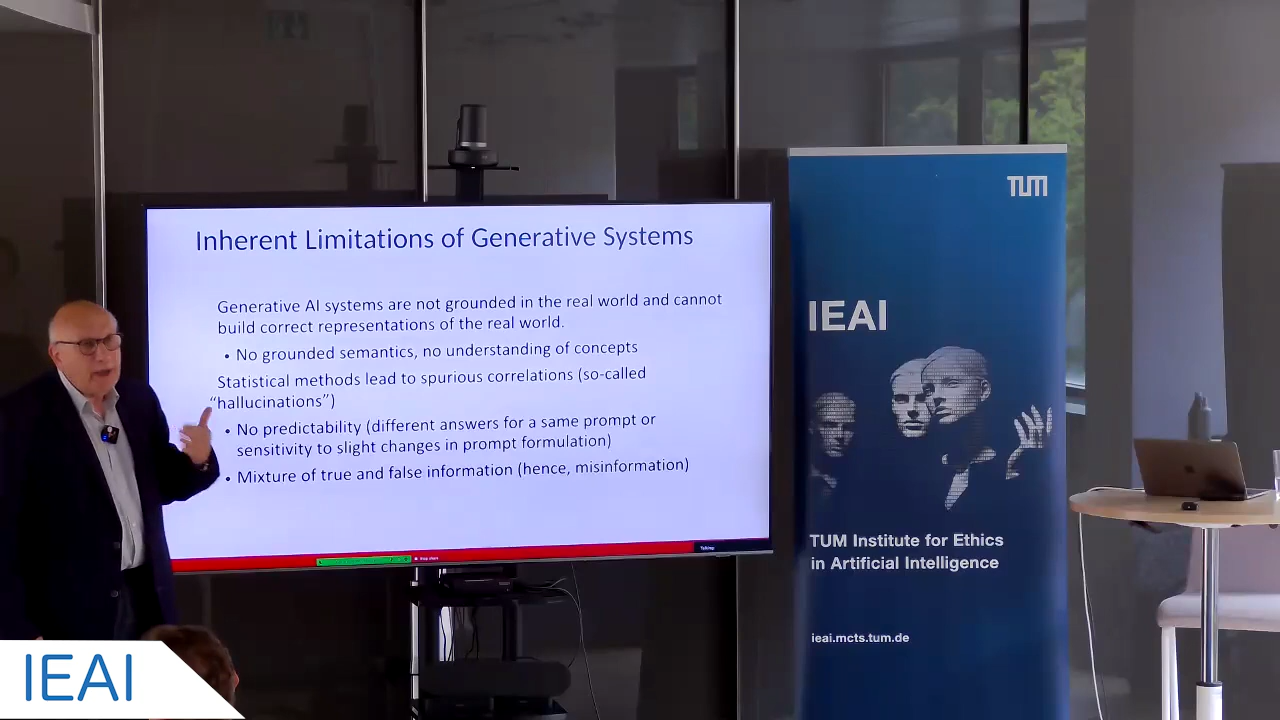 Inherent Limitations of Generative Systems
Generative AI systems are not grounded in the real world and cannot
build correct representations of the real world.
• No grounded semantics, no understanding of concepts
Statistical methods lead to spurious correlations (so-called
“hallucinations”)
• No predictability (different answers for a same prompt or
sensitivity to slight changes in prompt formulation)
• Mixture of true and false information (hence, misinformation)
TUM
IEAI
TUM Institute for Ethics
in Artificial Intelligence
ieai.mcts.tum.de
IEAI